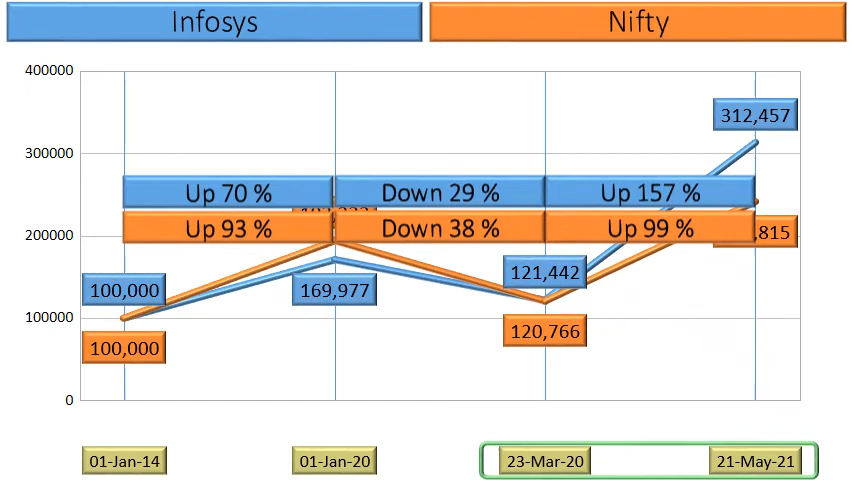 Infosys
Nifty
400000
312,457
300000
Up 70 %
Down 29 %
Up 157 %
Up 93 %
Down 38 %
Up 99 %
815
200000
121,442
100,000
169,977
100000
120,766
100,000
0
01-Jan-14
01-Jan-20
23-Mar-20
21-May-21